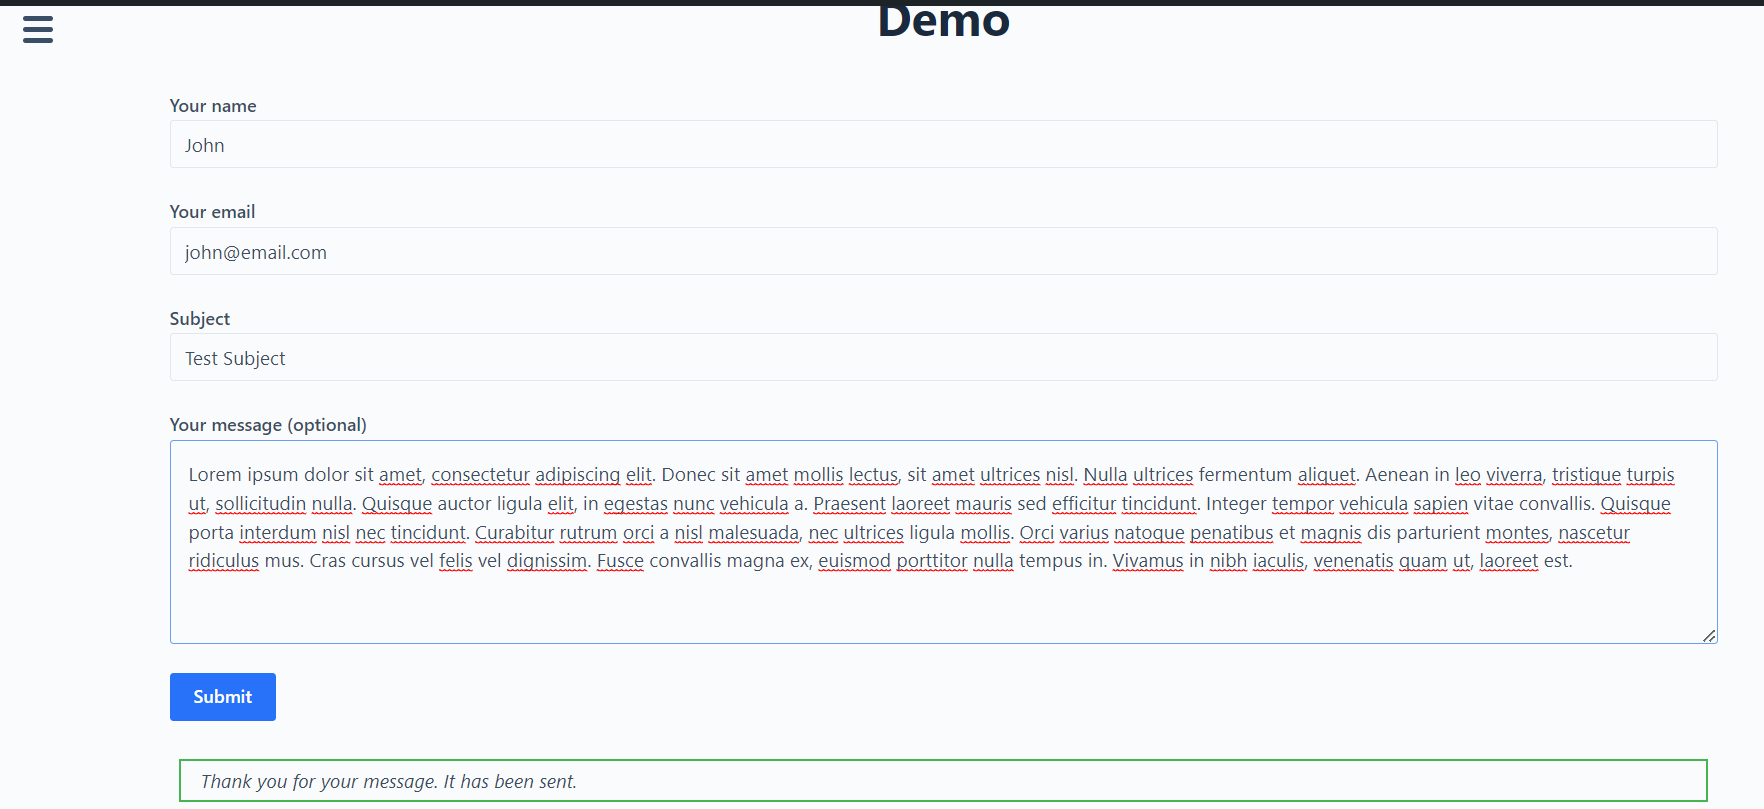 Demo
Your name
John
Your email
john@email.com
Subject
Test Subject
Your message (optional)
Lorem ipsum dolor sit amet, consectetur adipiscing elit. Donec sit amet mollis lectus, sit amet ultrices nisl. Nulla ultrices fermentum aliquet. Aenean in leo viverra, tristique turpis
ut, sollicitudin nulla. Quisque auctor ligula elit, in egestas nunc vehicula a. Praesent laoreet mauris sed efficitur tincidunt. Integer tempor vehicula sapien vitae convallis. Quisque
porta interdum nisl nec tincidunt. Curabitur rutrum orci a nisl malesuada, nec ultrices ligula mollis. Orci varius natoque penatibus et magnis dis parturient montes, nascetur
ridiculus mus. Cras cursus vel felis vel dignissim. Fusce convallis magna ex, euismod porttitor nulla tempus in. Vivamus in nibh iaculis, venenatis quam ut, laoreet est.
Submit
Thank you for your message. It has been sent.